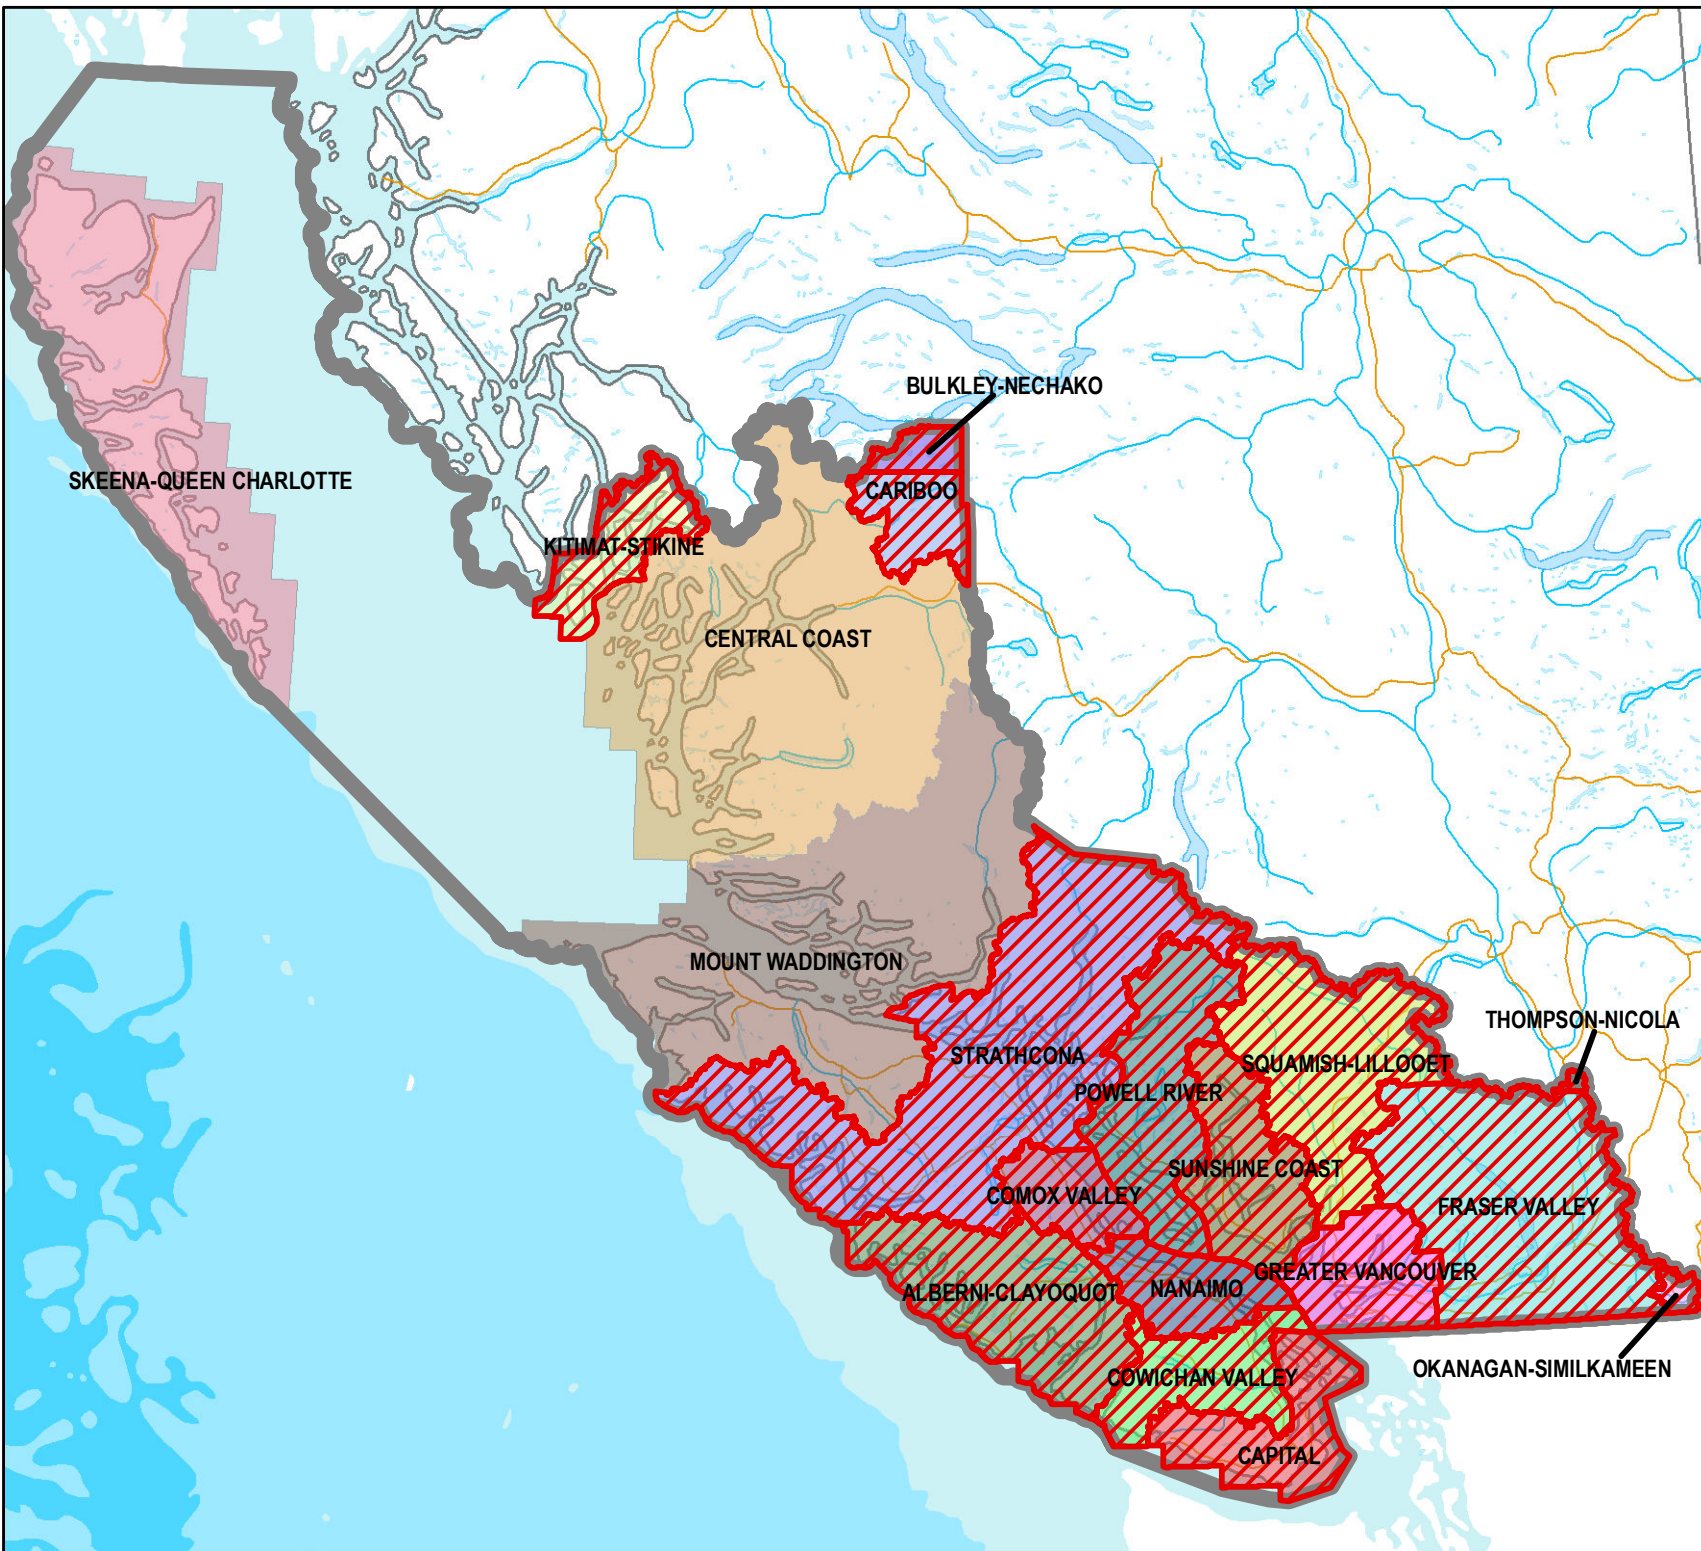 BULKLEY-NECHAKO
SKEENA-QUEEN CHARLOTTE
CARIBOO
KITIMAT-STIKINE
CENTRAL COAST
MOUNT WADDINGTON
THOMPSON-NICOLA
STRATHCONA
SQUAMISH-LILLOOET
POWELL RIVER
SUNSHINE COAST
COMOX VALLEY
FRASER VALLEY
GREATER VANCOUVER
ALBERNI-CLAYOQUOT
NANAIMO
OKANAGAN-SIMILKAMEEN
COWICHAN VALLEY
CAPITAL